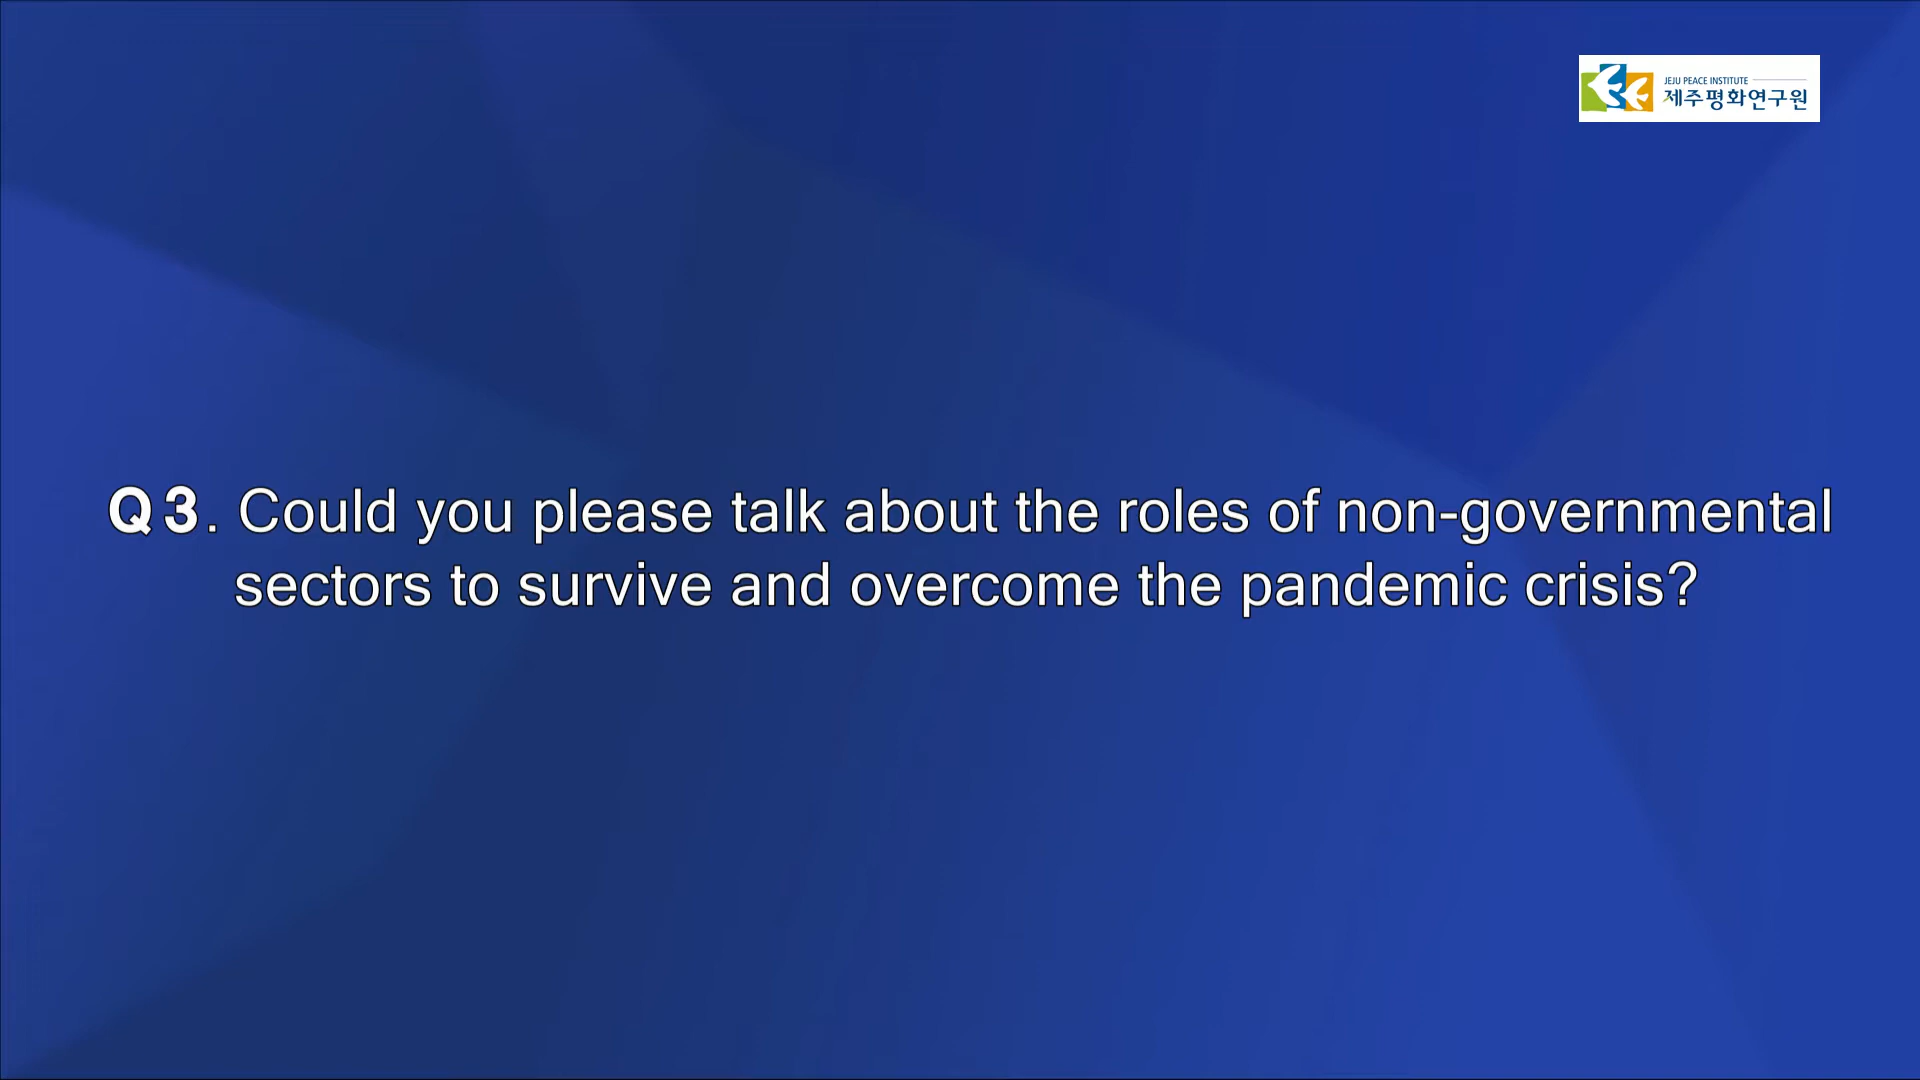 JEJU PEACE INSTITUTE
제주평화연구원
Q3. Could you please talk about the roles of non-governmental
sectors to survive and overcome the pandemic crisis?